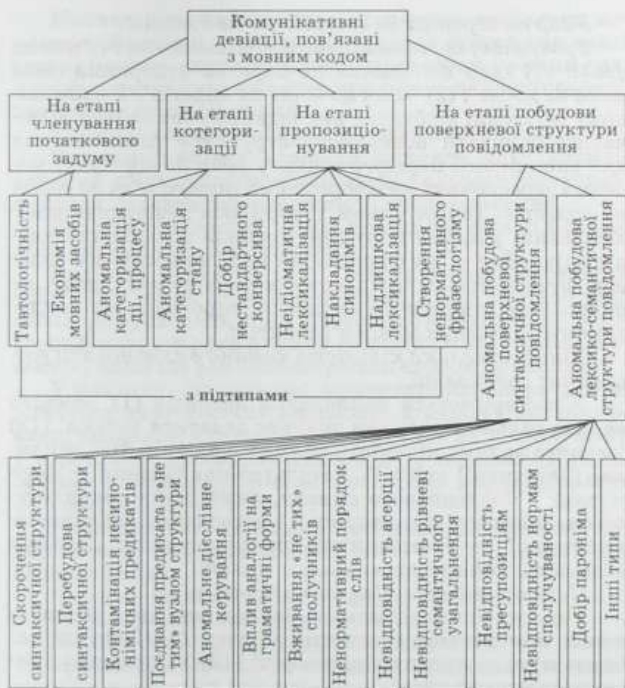 Комунікативні
девіації, пов'язані
з мовним кодом
На етапі
членування
початкового
задуму
На етапі
котегори-
зації
На етапі
пропозиціо-
нування
На етапі побудови
поверхневої структури
повідомлення
Тавтологічність
Економія
мовних засобів
Аномальна
категоризація
дії, процесу
Аномальна
категоризація
стану
Добір
нестандартного
конверсива
Неідіоматична
лексикалізація
Накладання
синонімів
Надлишкова
лексикалізація
Створення
ненормативного
фразеологізму
Аномальна побудова
поверхневої
синтаксичної структури
повідомлення
Аномальна побудова
лексико-семантичної
структури повідомлення
з підтипами
Скорочення
синтаксичної структури
Перебудова
синтаксичної структури
Контамінація несино-
німічних предикатів
Поєднання предиката з «не
тим» вузлом структури
Аномальне дієслівне
керування
Вплив аналогії на
граматичні форми
Вживання «не тих»
сполучників
Ненормативний порядок
слів
Невідповідність асерції
Невідповідність рівневі
семантичного
узагальнення
Невідповідність
пресупозиціям
Невідповідність нормам
сполучуваності
Добір пароніма
Інші типи